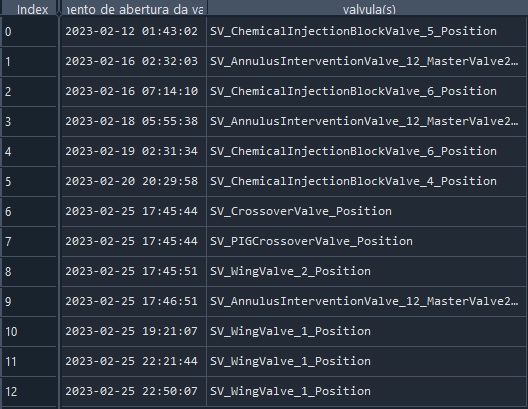 Index ento de abertura da va valvula(s)
0 2023-02-12 01:43:02 SV_ChemicalInjectionBlockValve_5_Position
1 2023-02-16 02:32:03 SV_AnnulusInterventionValve_12_MasterValve2…
2 2023-02-16 07:14:10 SV_ChemicalInjectionBlockValve_6_Position
3 2023-02-18 05:55:38 SV_AnnulusInterventionValve_12_MasterValve2…
4 2023-02-19 02:31:34 SV_ChemicalInjectionBlockValve_6_Position
5 2023-02-20 20:29:58 SV_ChemicalInjectionBlockValve_4_Position
6 2023-02-25 17:45:44 SV_CrossoverValve_Position
7 2023-02-25 17:45:44 SV_PIGCrossoverValve_Position
8 2023-02-25 17:45:51 SV_WingValve_2_Position
9 2023-02-25 17:46:51 SV_AnnulusInterventionValve_12_MasterValve2…
10 2023-02-25 19:21:07 SV_WingValve_1_Position
11 2023-02-25 22:21:44 SV_WingValve_1_Position
12 2023-02-25 22:50:07 SV_WingValve_1_Position